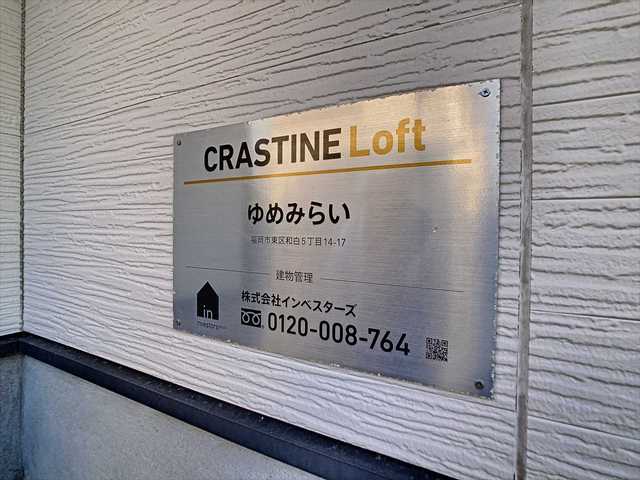 CRASTINE Loft
ゆめみらい
福岡市東区和白5丁目14-17
建物管理
in
investors
株式会社インベスターズ
0120-008-764